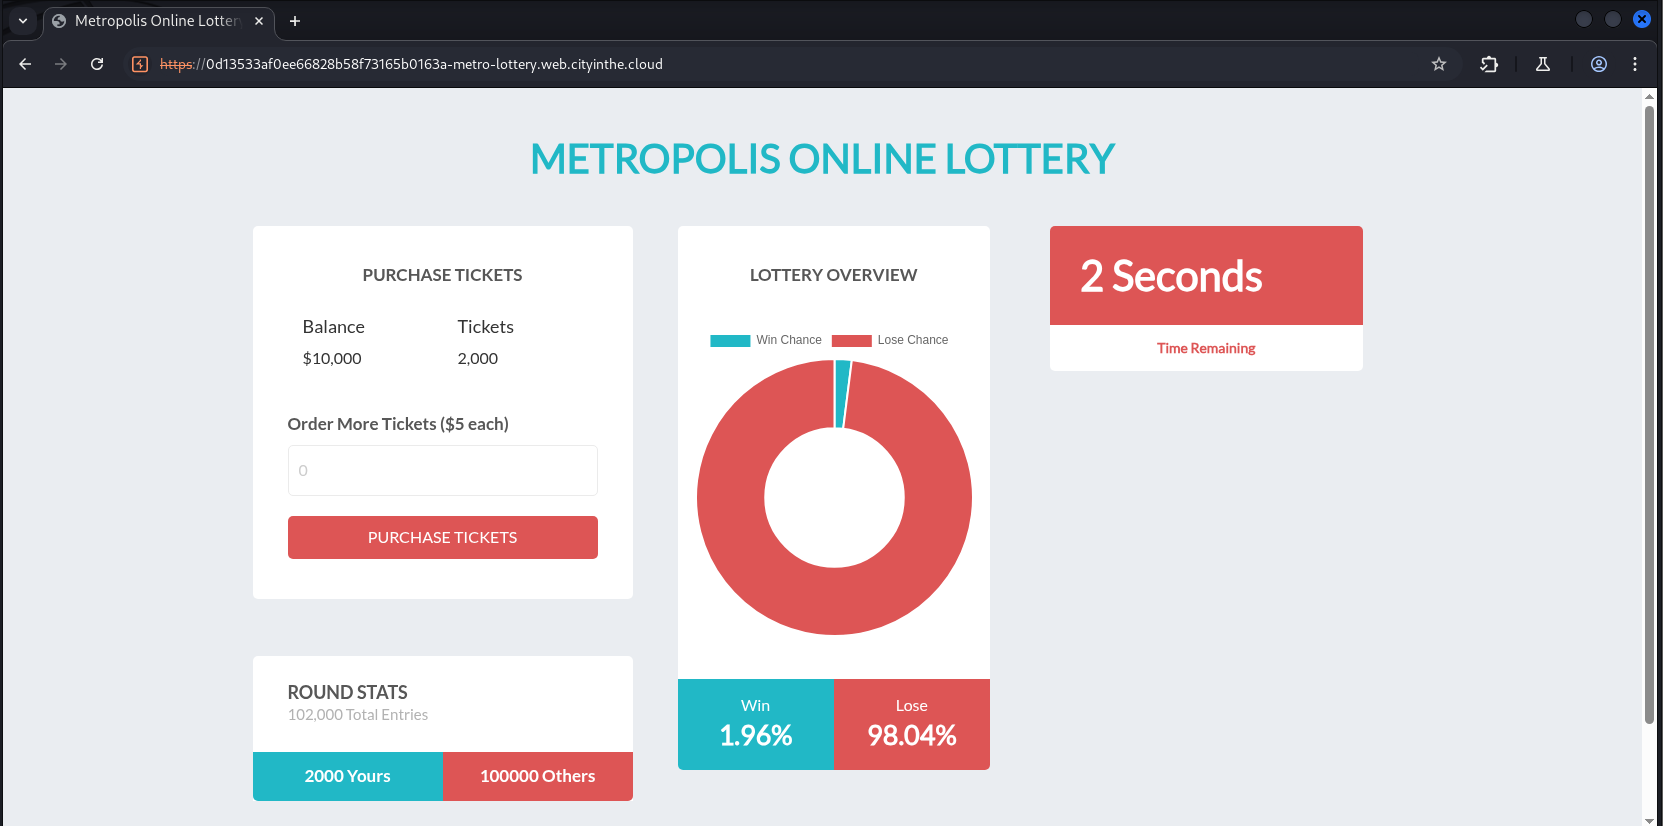 Metropolis Online Lotter
https://0d13533af0ee66828b58f73165b0163a-metro-lottery.web.cityinthe.cloud
METROPOLIS ONLINE LOTTERY
PURCHASE TICKETS
Balance
Tickets
$10,000
2,000
Order More Tickets ($5 each)
0
PURCHASE TICKETS
ROUND STATS
102,000 Total Entries
2000 Yours
100000 Others
LOTTERY OVERVIEW
Win Chance
Lose Chance
Win
Lose
1.96%
98.04%
2 Seconds
Time Remaining